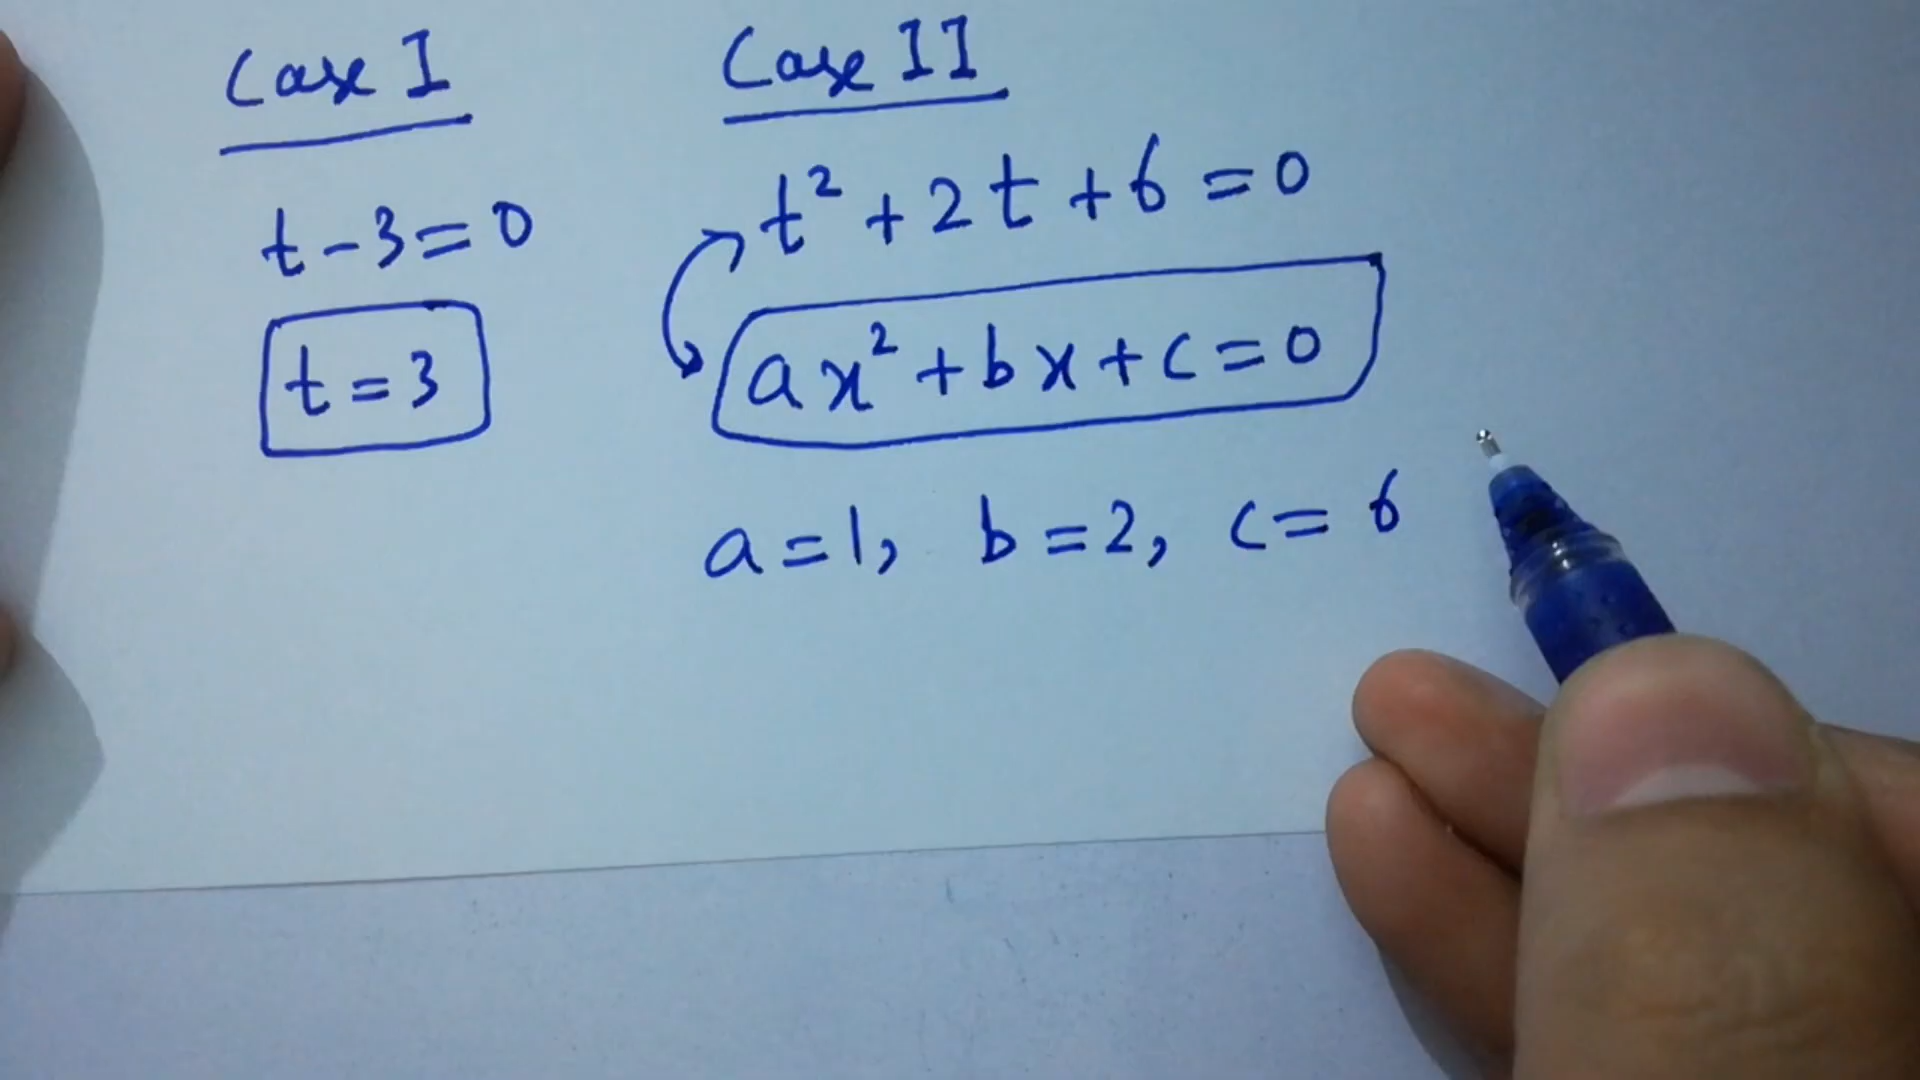 Case I
t - 3 = 0
t = 3
Case II
t² + 2t + 6 = 0
ax² + bx + c = 0
a = 1, b = 2, c = 6